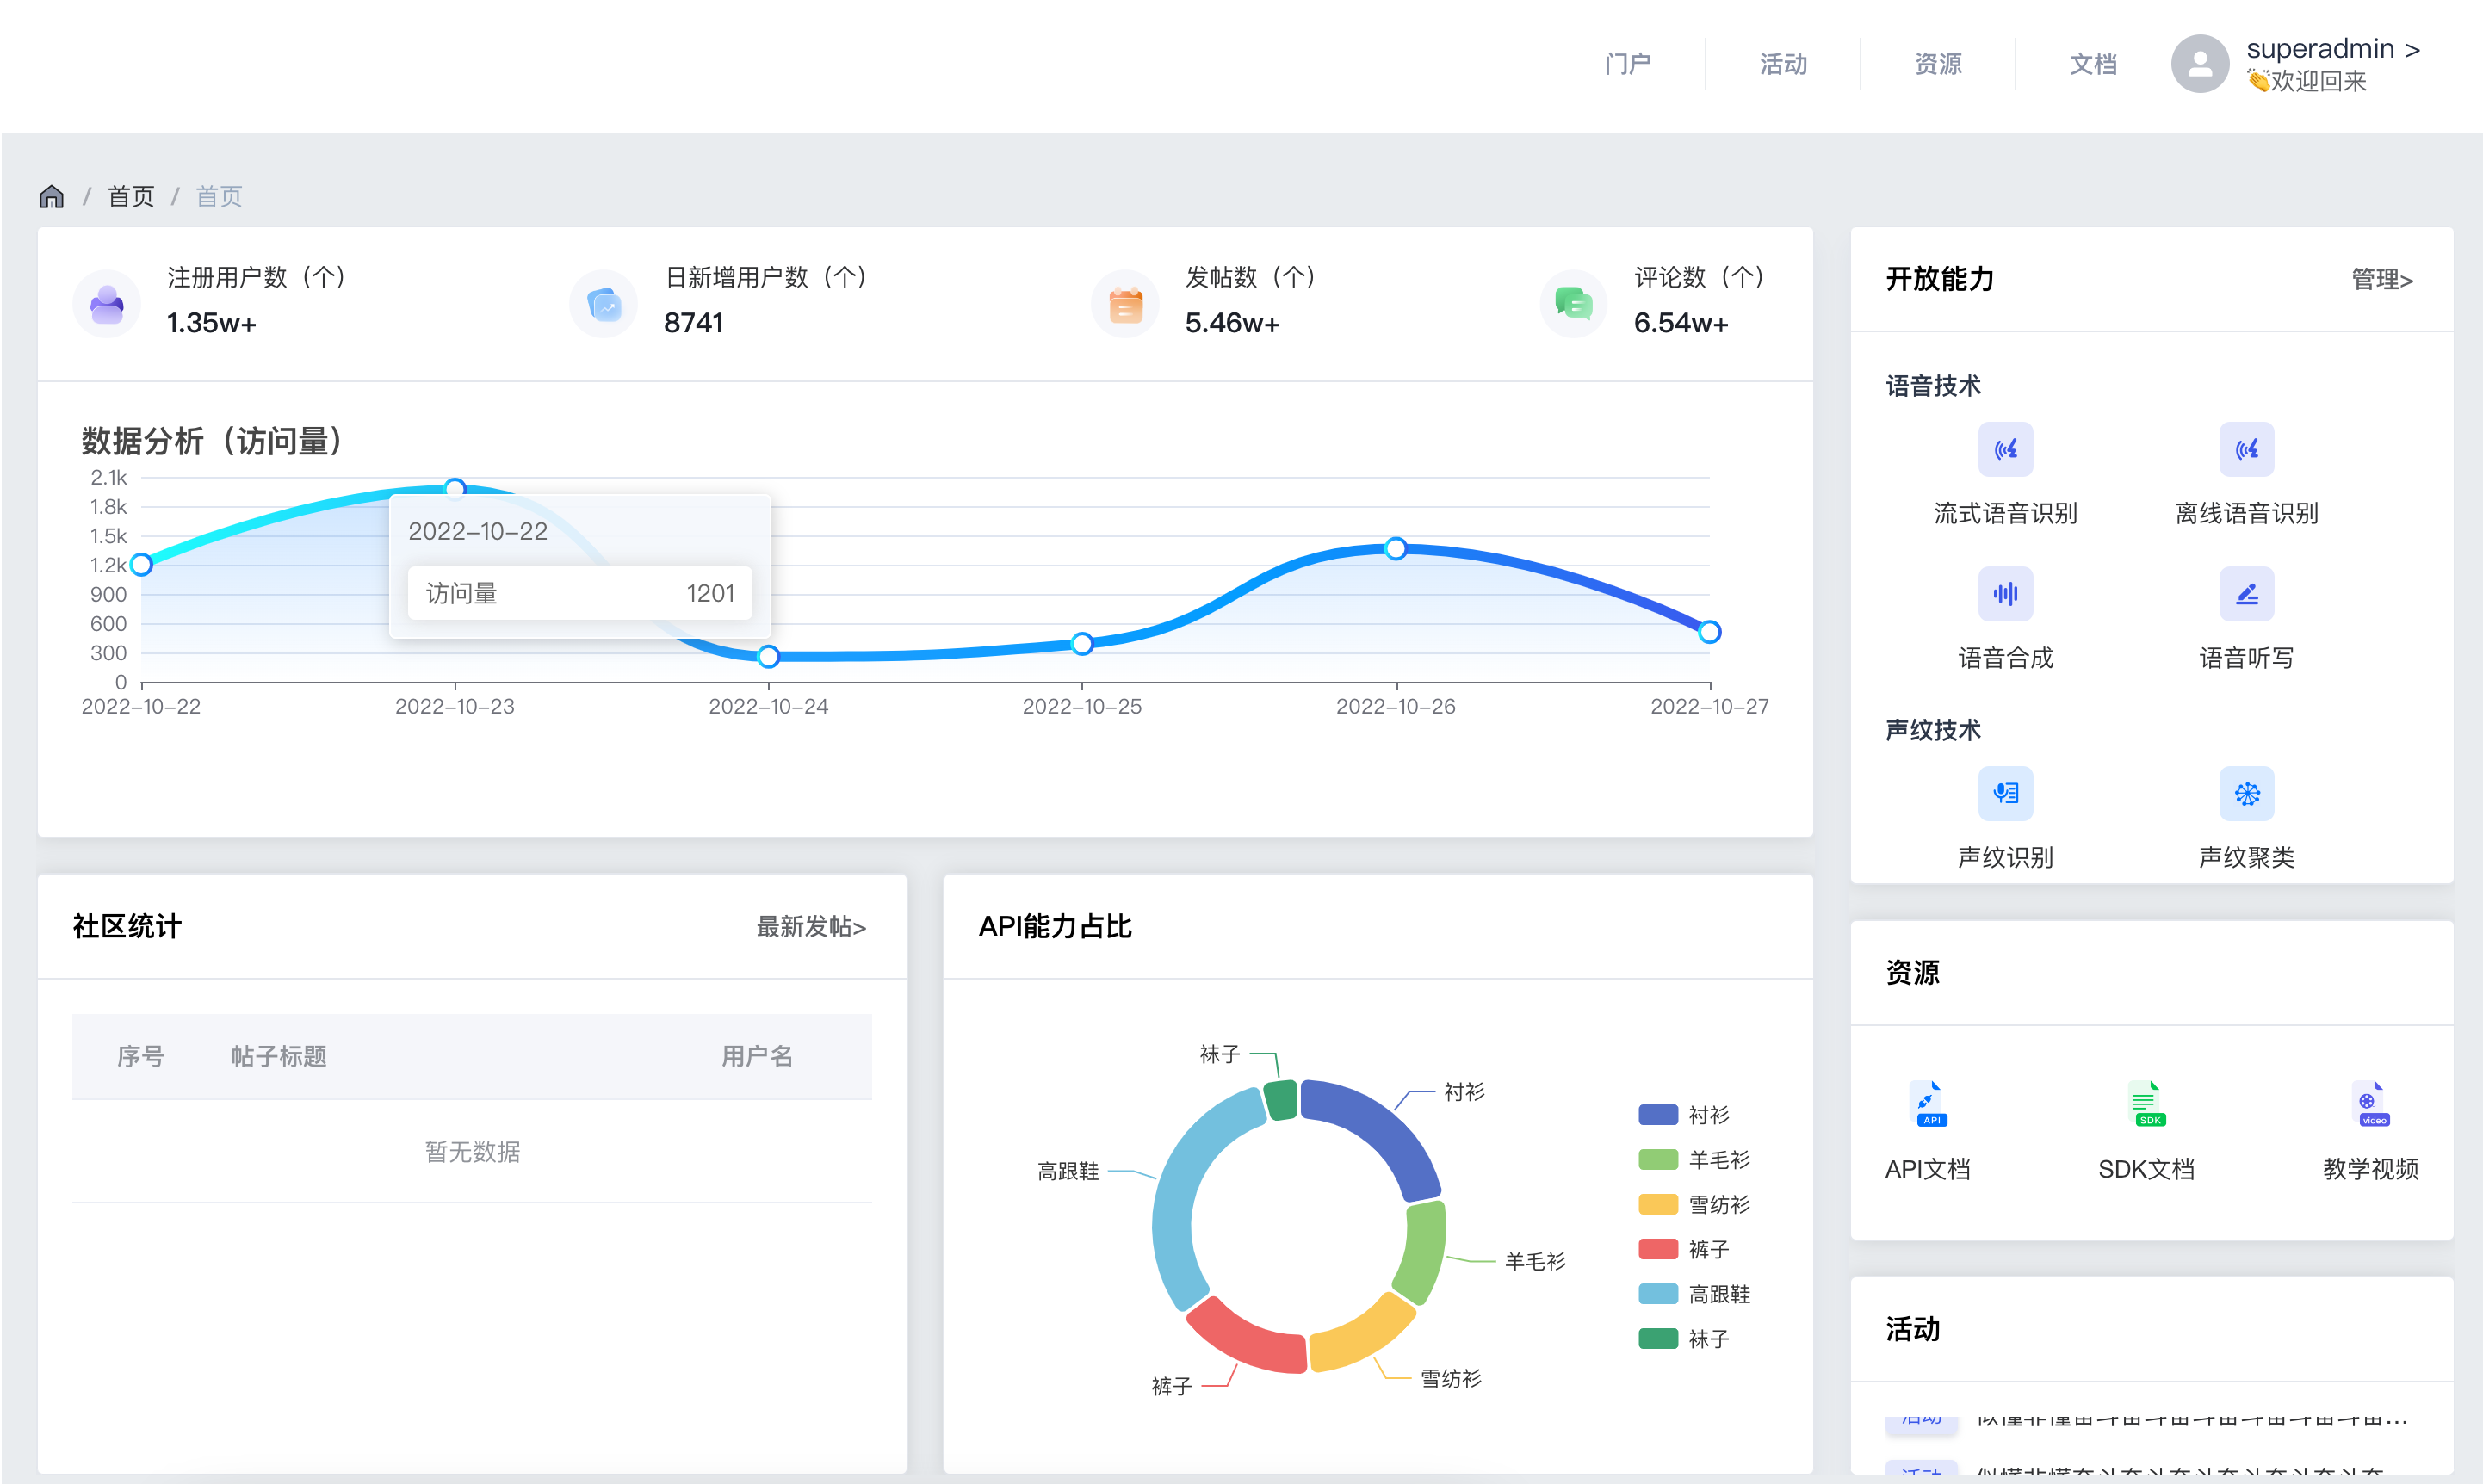 门户
活动
资源
文档
superadmin >
👏欢迎回来
/ 首页 / 首页
注册用户数（个）
1.35w+
日新增用户数（个）
8741
发帖数（个）
5.46w+
评论数（个）
6.54w+
数据分析（访问量）
2.1k
1.8k
1.5k
1.2k
900
600
300
0
2022-10-22
访问量 1201
2022-10-22
2022-10-23
2022-10-24
2022-10-25
2022-10-26
2022-10-27
社区统计
最新发帖>
序号 帖子标题 用户名
暂无数据
API能力占比
袜子
衬衫
高跟鞋
羊毛衫
裤子
雪纺衫
衬衫
羊毛衫
雪纺衫
裤子
高跟鞋
袜子
开放能力
管理>
语音技术
流式语音识别
离线语音识别
语音合成
语音听写
声纹技术
声纹识别
声纹聚类
资源
API
SDK
video
API文档
SDK文档
教学视频
活动
活动
活动